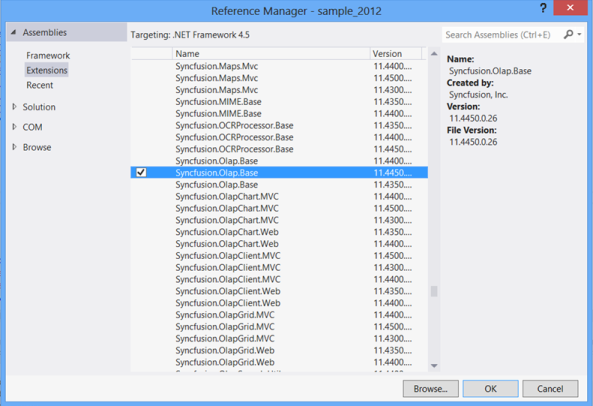 Reference Manager - sample_2012
?
Assemblies
Framework
Extensions
Recent
Solution
COM
Browse
Targeting: .NET Framework 4.5
Search Assemblies (Ctrl+E)
Name Version
Syncfusion.Maps.Mvc 11.4400....
Syncfusion.Maps.Mvc 11.4500....
Syncfusion.Maps.Mvc 11.4300....
Syncfusion.MIME.Base 11.4350....
Syncfusion.MIME.Base 11.4400....
Syncfusion.OCRProcessor.Base 11.4350....
Syncfusion.OCRProcessor.Base 11.4400....
Syncfusion.OCRProcessor.Base 11.4450....
Syncfusion.Olap.Base 11.4400....
Syncfusion.Olap.Base 11.4450....
Syncfusion.Olap.Base 11.4350....
Syncfusion.OlapChart.MVC 11.4400....
Syncfusion.OlapChart.MVC 11.4500....
Syncfusion.OlapChart.MVC 11.4300....
Syncfusion.OlapChart.Web 11.4350....
Syncfusion.OlapChart.Web 11.4400....
Syncfusion.OlapClient.MVC 11.4500....
Syncfusion.OlapClient.MVC 11.4300....
Syncfusion.OlapClient.MVC 11.4400....
Syncfusion.OlapClient.Web 11.4350....
Syncfusion.OlapClient.Web 11.4400....
Syncfusion.OlapGrid.MVC 11.4400....
Syncfusion.OlapGrid.MVC 11.4500....
Syncfusion.OlapGrid.MVC 11.4300....
Syncfusion.OlapGrid.Web 11.4350....
Syncfusion.OlapGrid.Web 11.4400....
Name:
Syncfusion.Olap.Base
Created by:
Syncfusion, Inc.
Version:
11.4450.0.26
File Version:
11.4450.0.26
Browse... OK Cancel